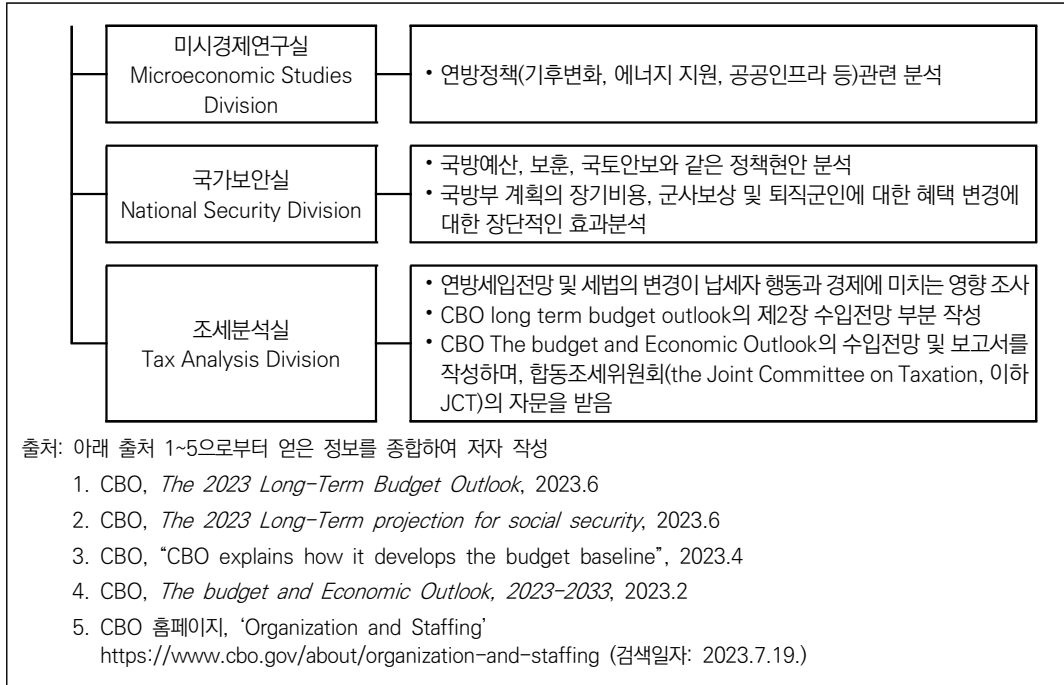 미시경제연구실
Microeconomic Studies
Division
• 연방정책(기후변화, 에너지 지원, 공공인프라 등)관련 분석
국가보안실
National Security Division
• 국방예산, 보훈, 국토안보와 같은 정책현안 분석
• 국방부 계획의 장기비용, 군사보상 및 퇴직군인에 대한 혜택 변경에
대한 장단적인 효과분석
조세분석실
Tax Analysis Division
• 연방세입전망 및 세법의 변경이 납세자 행동과 경제에 미치는 영향 조사
• CBO long term budget outlook의 제2장 수입전망 부분 작성
• CBO The budget and Economic Outlook의 수입전망 및 보고서를
작성하며, 합동조세위원회(the Joint Committee on Taxation, 이하
JCT)의 자문을 받음
출처: 아래 출처 1~5으로부터 얻은 정보를 종합하여 저자 작성
1. CBO, The 2023 Long-Term Budget Outlook, 2023.6
2. CBO, The 2023 Long-Term projection for social security, 2023.6
3. CBO, “CBO explains how it develops the budget baseline”, 2023.4
4. CBO, The budget and Economic Outlook, 2023-2033, 2023.2
5. CBO 홈페이지, ‘Organization and Staffing’
https://www.cbo.gov/about/organization-and-staffing (검색일자: 2023.7.19.)